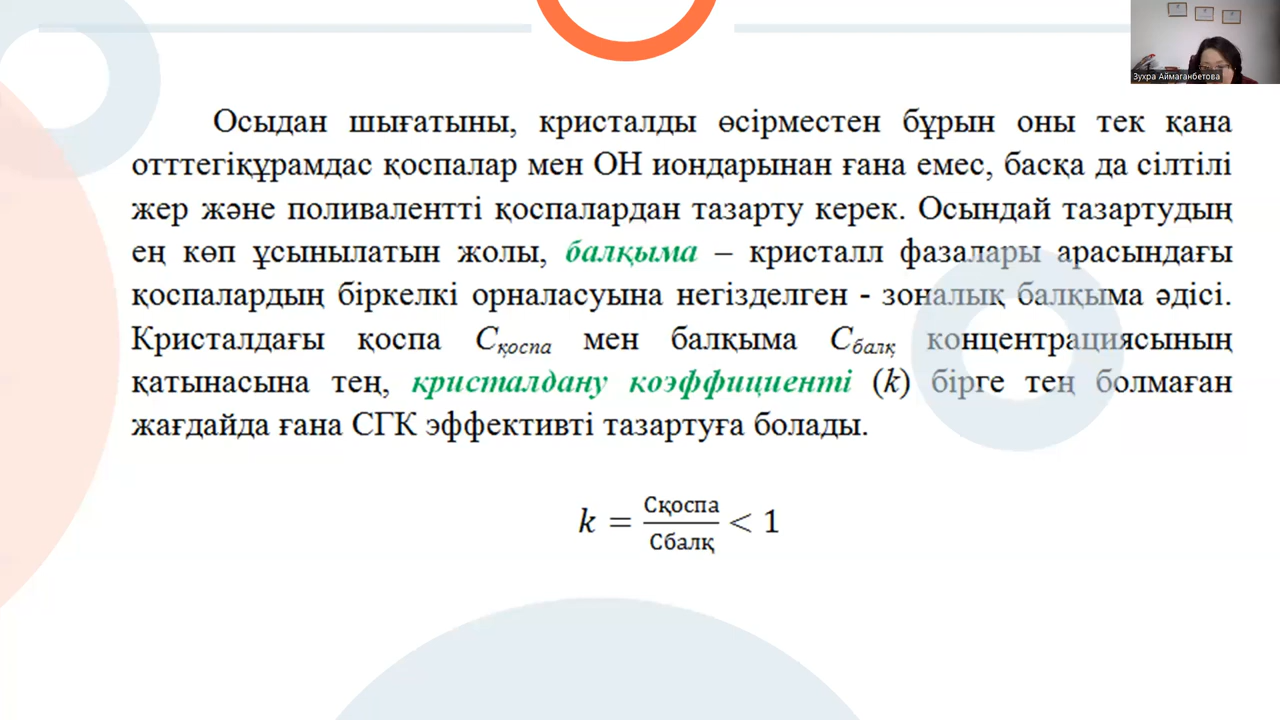 Зухра Аймаганбетова
Осыдан шығатыны, кристалды өсірместен бұрын оны тек қана
отттегіқұрамдас қоспалар мен ОН иондарынан ғана емес, басқа да сілтілі
жер және поливалентті қоспалардан тазарту керек. Осындай тазартудың
ең көп ұсынылатын жолы, балқыма – кристалл фазалары арасындағы
қоспалардың біркелкі орналасуына негізделген - зоналық балқыма әдісі.
Кристалдағы қоспа Cқоспа мен балқыма Cбалқ концентрациясының
қатынасына тең, кристалдану коэффициенті (k) бірге тең болмаған
жағдайда ғана СГК эффективті тазартуға болады.
k = Сқоспа / Сбалқ < 1